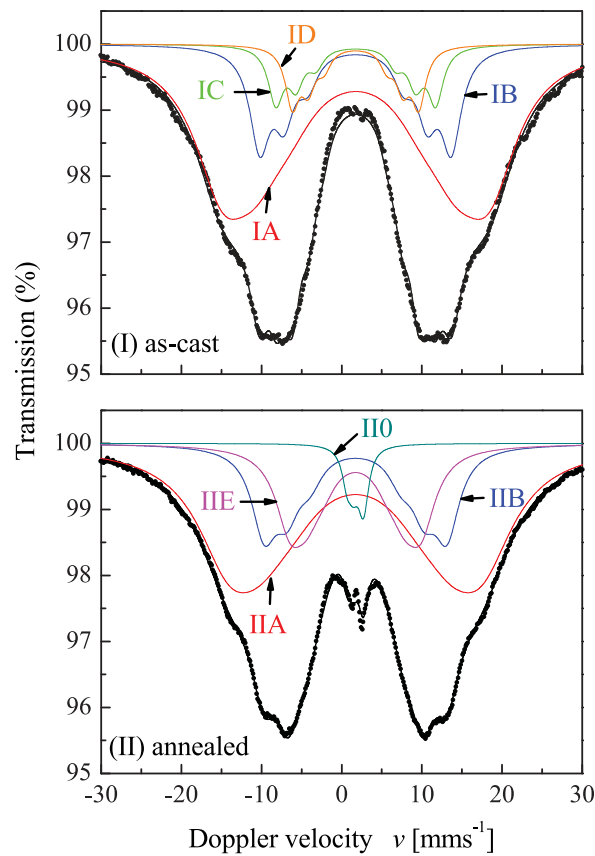 100
ID
99
IC
IB
98
IA
97
96
(I) as-cast
95
Transmission (%)
100
II0
99
IIE
IIB
98
IIA
97
96
(II) annealed
95
-30 -20 -10 0 10 20 30
Doppler velocity v [mms⁻¹]